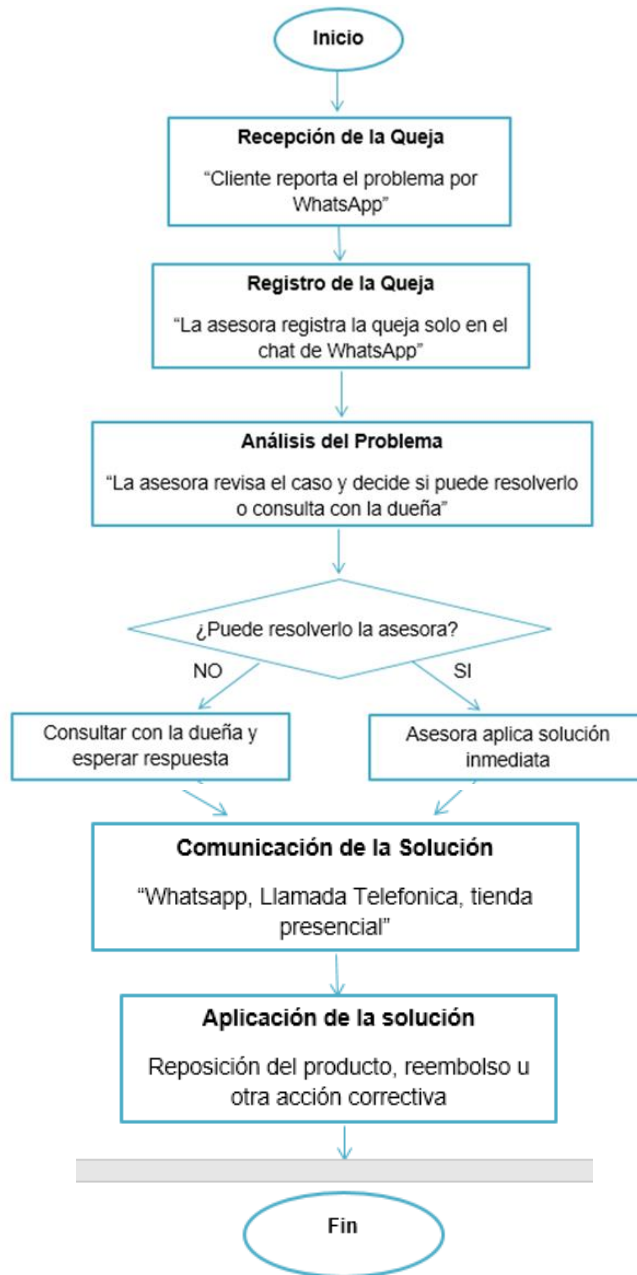 Inicio
Recepción de la Queja
“Cliente reporta el problema por
WhatsApp”
Registro de la Queja
“La asesora registra la queja solo en el
chat de WhatsApp”
Análisis del Problema
“La asesora revisa el caso y decide si puede resolverlo
o consulta con la dueña”
¿Puede resolverlo la asesora?
NO
SI
Consultar con la dueña y
esperar respuesta
Asesora aplica solución
inmediata
Comunicación de la Solución
“Whatsapp, Llamada Telefonica, tienda
presencial”
Aplicación de la solución
Reposición del producto, reembolso u
otra acción correctiva
Fin